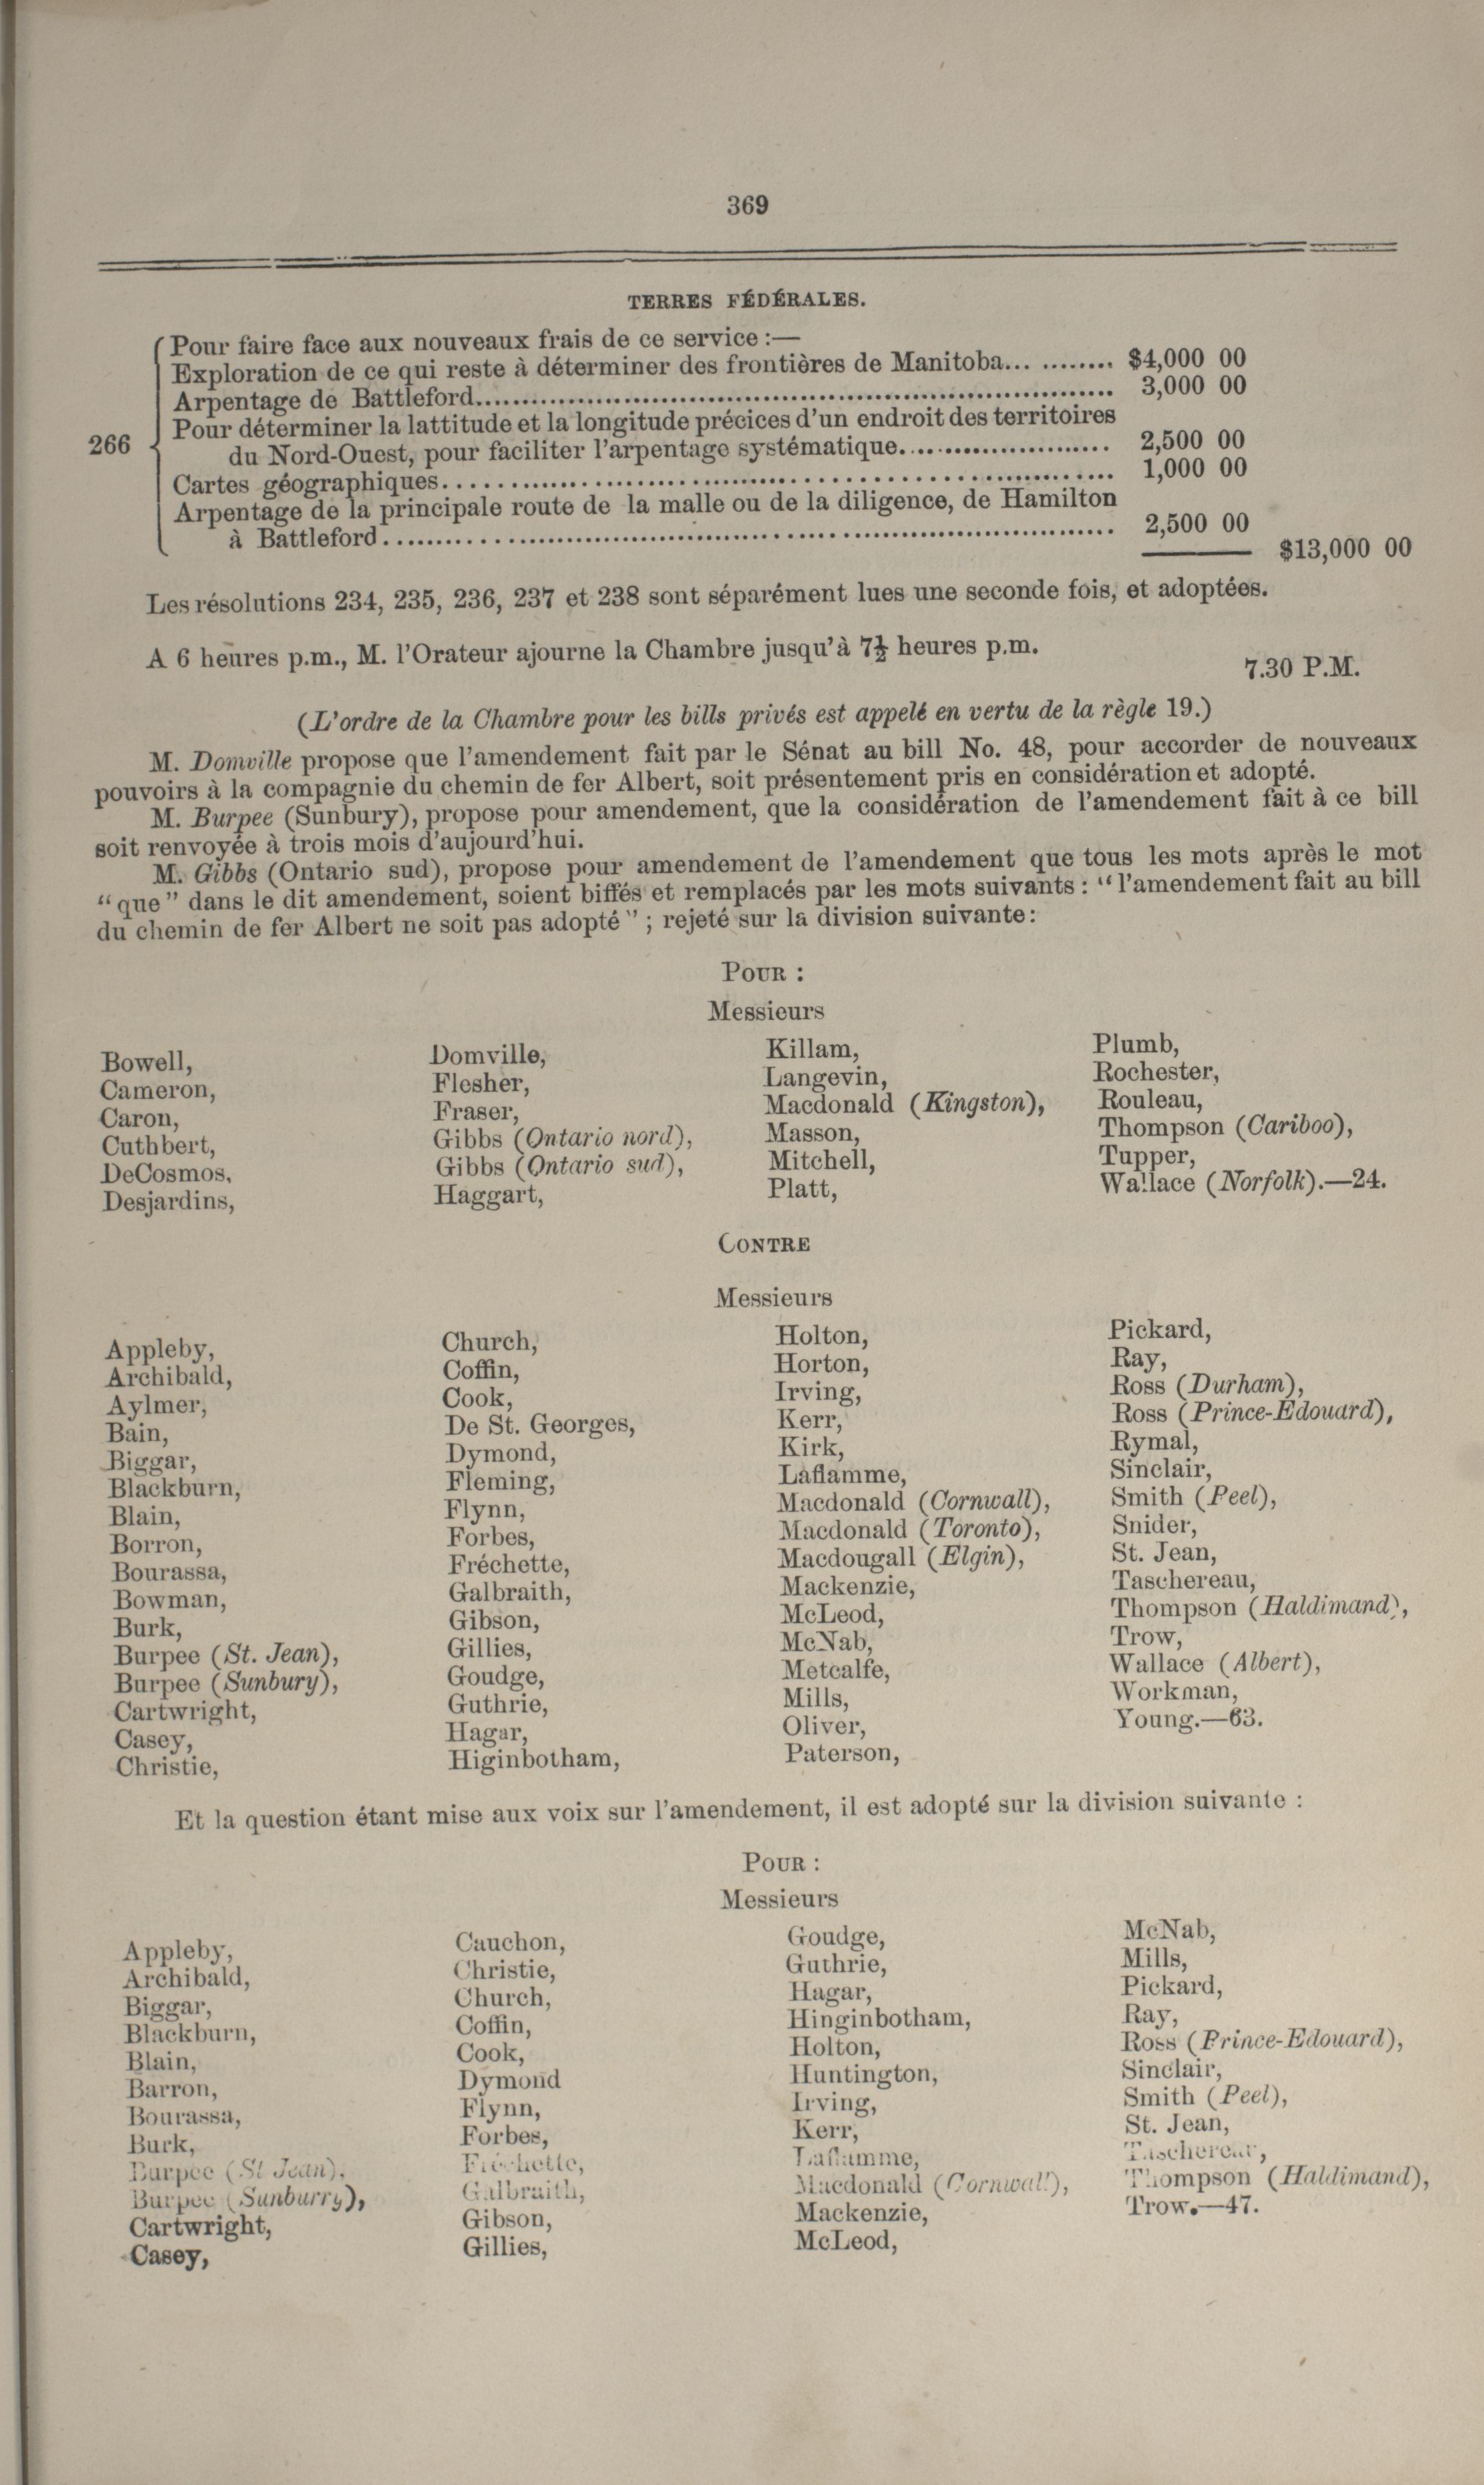 369
TERRES FÉDÉRALES.
Pour faire face aux nouveaux frais de ce service :—
Exploration de ce qui reste à déterminer des frontières de Manitoba............ $4,000 00
Arpentage de Battleford........................................................ 3,000 00
Pour déterminer la lattitude et la longitude précices d'un endroit des territoires
266 du Nord-Ouest, pour faciliter l'arpentage systématique........................ 2,500 00
Cartes géographiques........................................................ 1,000 00
Arpentage de la principale route de la malle ou de la diligence, de Hamilton
à Battleford........................................................ 2,500 00
$13,000 00
Les résolutions 234, 235, 236, 237 et 238 sont séparément lues une seconde fois, et adoptées.
A 6 heures p.m., M. l'Orateur ajourne la Chambre jusqu'à 7½ heures p.m.
7.30 P.M.
(L'ordre de la Chambre pour les bills privés est appelé en vertu de la règle 19.)
M. Domville propose que l'amendement fait par le Sénat au bill No. 48, pour accorder de nouveaux
pouvoirs à la compagnie du chemin de fer Albert, soit présentement pris en considération et adopté.
M. Burpee (Sunbury), propose pour amendement, que la considération de l'amendement fait à ce bill
soit renvoyée à trois mois d'aujourd'hui.
M. Gibbs (Ontario sud), propose pour amendement de l'amendement que tous les mots après le mot
“que” dans le dit amendement, soient biffés et remplacés par les mots suivants : “l'amendement fait au bill
du chemin de fer Albert ne soit pas adopté” ; rejeté sur la division suivante:
POUR :
Messieurs
Bowell, Domville, Killam, Plumb,
Cameron, Flesher, Langevin, Rochester,
Caron, Fraser, Macdonald (Kingston), Rouleau,
Cuthbert, Gibbs (Ontario nord), Masson, Thompson (Cariboo),
DeCosmos, Gibbs (Ontario sud), Mitchell, Tupper,
Desjardins, Haggart, Platt, Wallace (Norfolk).—24.
CONTRE
Messieurs
Appleby, Church, Holton, Pickard,
Archibald, Coffin, Horton, Ray,
Aylmer, Cook, Irving, Ross (Durham),
Bain, De St. Georges, Kerr, Ross (Prince-Edouard),
Biggar, Dymond, Kirk, Rymal,
Blackburn, Fleming, Laflamme, Sinclair,
Blain, Flynn, Macdonald (Cornwall), Smith (Peel),
Borron, Forbes, Macdonald (Toronto), Snider,
Bourassa, Fréchette, Macdougall (Elgin), St. Jean,
Bowman, Galbraith, Mackenzie, Taschereau,
Burk, Gibson, McLeod, Thompson (Haldimand),
Burpee (St. Jean), Gillies, McNab, Trow,
Burpee (Sunbury), Goudge, Metcalfe, Wallace (Albert),
Cartwright, Guthrie, Mills, Workman,
Casey, Hagar, Oliver, Young.—63.
Christie, Higinbotham, Paterson,
Et la question étant mise aux voix sur l'amendement, il est adopté sur la division suivante :
POUR :
Messieurs
Appleby, Cauchon, Goudge, McNab,
Archibald, Christie, Guthrie, Mills,
Biggar, Church, Hagar, Pickard,
Blackburn, Coffin, Hinginbotham, Ray,
Blain, Cook, Holton, Ross (Prince-Edouard),
Barron, Dymond Huntington, Sinclair,
Bourassa, Flynn, Irving, Smith (Peel),
Burk, Forbes, Kerr, St. Jean,
Burpee (St Jean), Fréchette, Laflamme, Taschereau,
Burpee (Sunburry), Galbraith, Macdonald (Cornwall), Thompson (Haldimand),
Cartwright, Gibson, Mackenzie, Trow.—47.
Casey, Gillies, McLeod,